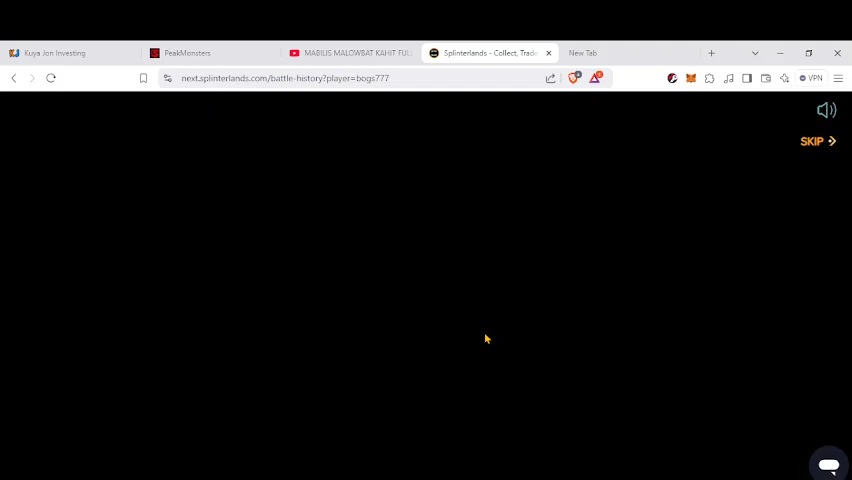 Kuya Jon Investing
PeakMonsters
MABILIS MALOWBAT KAHIT FUL
Splinterlands - Collect, Trade
New Tab
next.splinterlands.com/battle-history?player=bogs777
VPN
SKIP